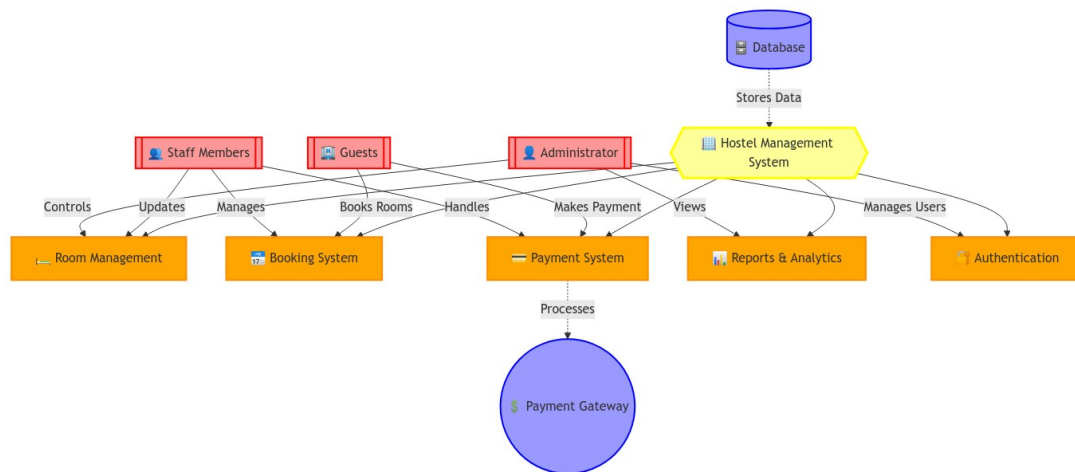 Database
Stores Data
Staff Members
Guests
Administrator
Hostel Management
System
Controls
Updates
Manages
Books Rooms
Handles
Makes Payment
Views
Manages Users
Room Management
Booking System
Payment System
Reports & Analytics
Authentication
Processes
Payment Gateway